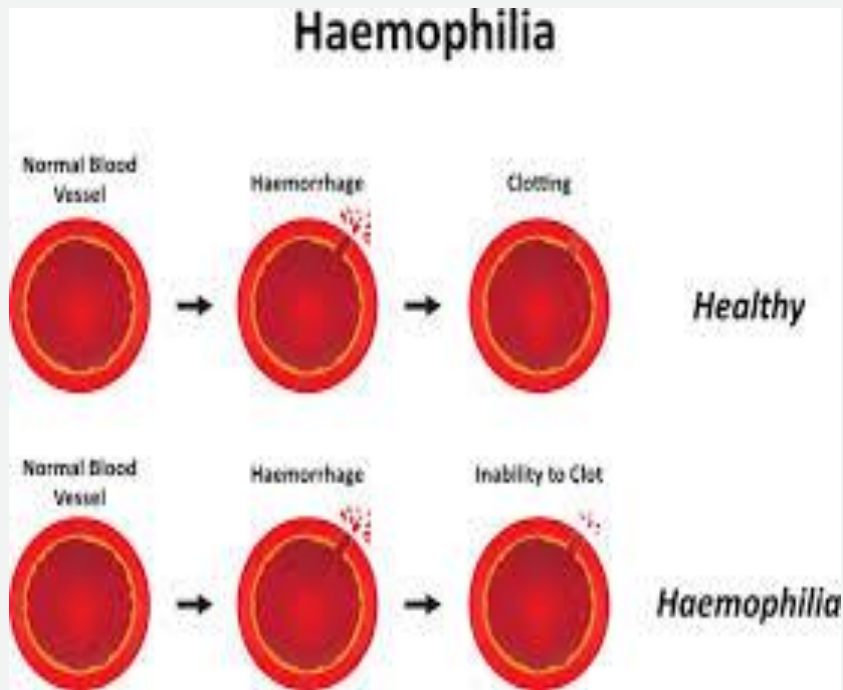 Haemophilia
Normal Blood
Vessel
Haemorrhage
Clotting
Healthy
Normal Blood
Vessel
Haemorrhage
Inability to Clot
Haemophilia